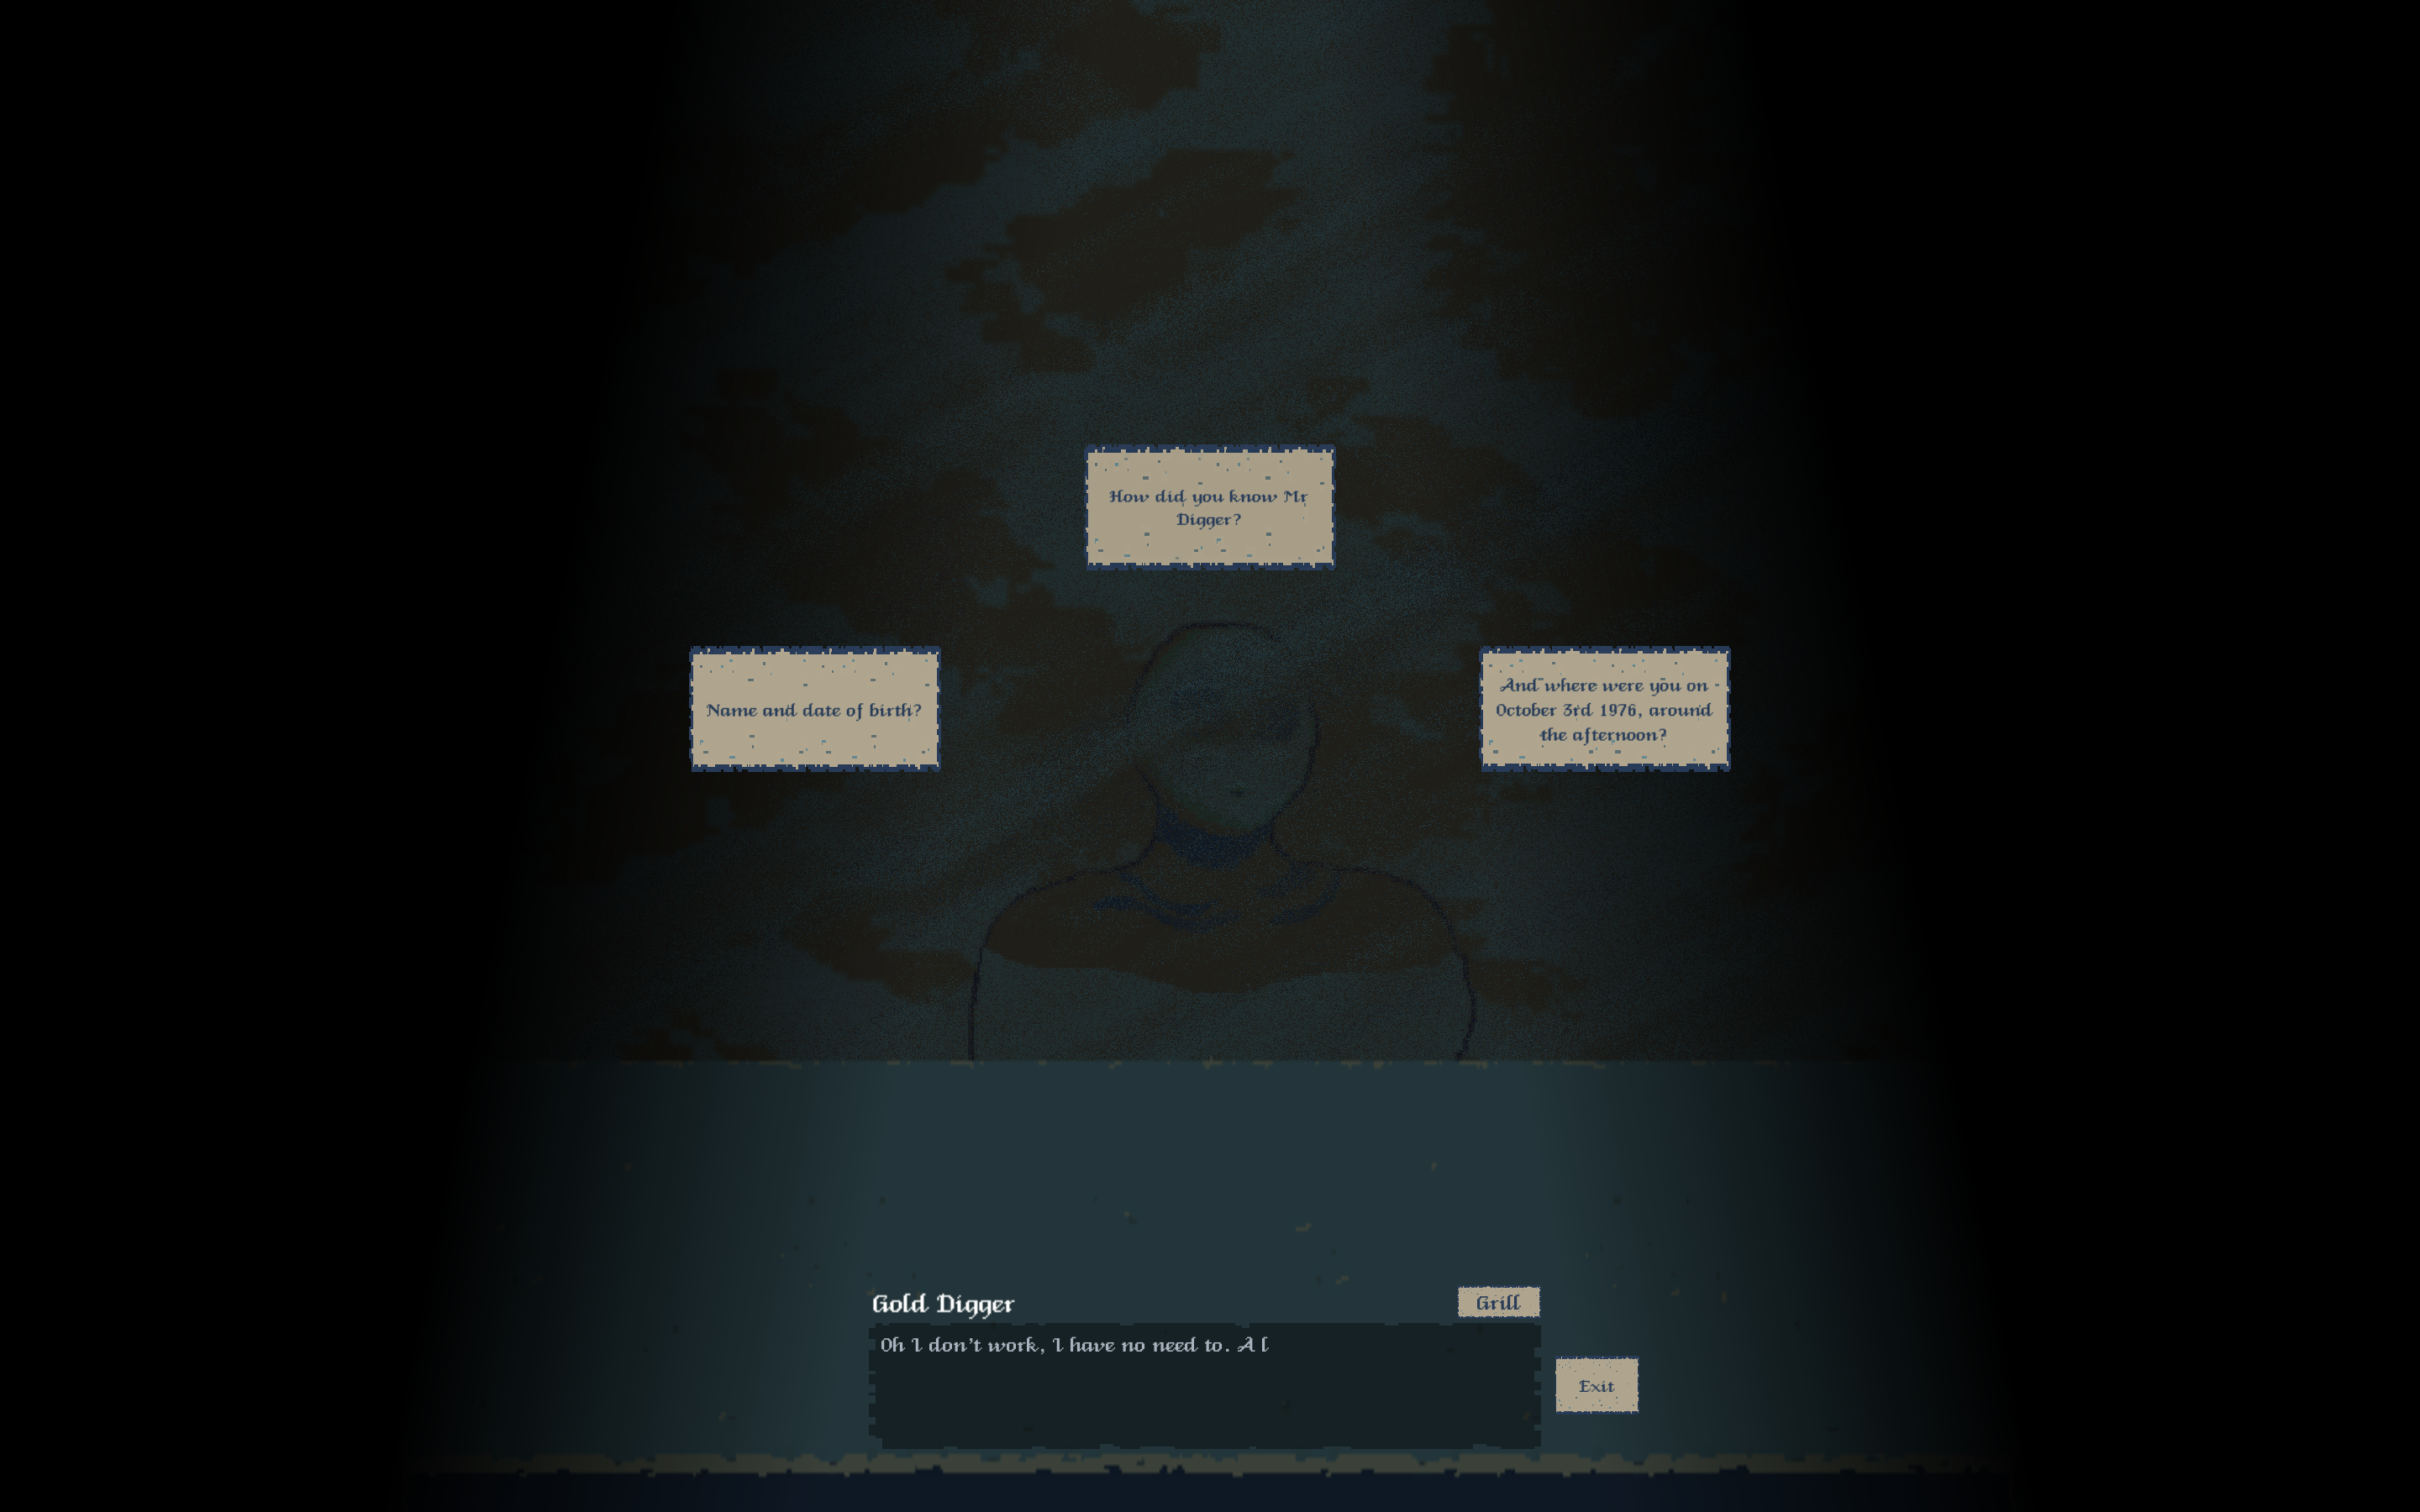 How did you know Mr
Digger?
Name and date of birth?
And where were you on
October 3rd 1976, around
the afternoon?
Gold Digger
Grill
Oh I don't work, I have no need to. A l
Exit